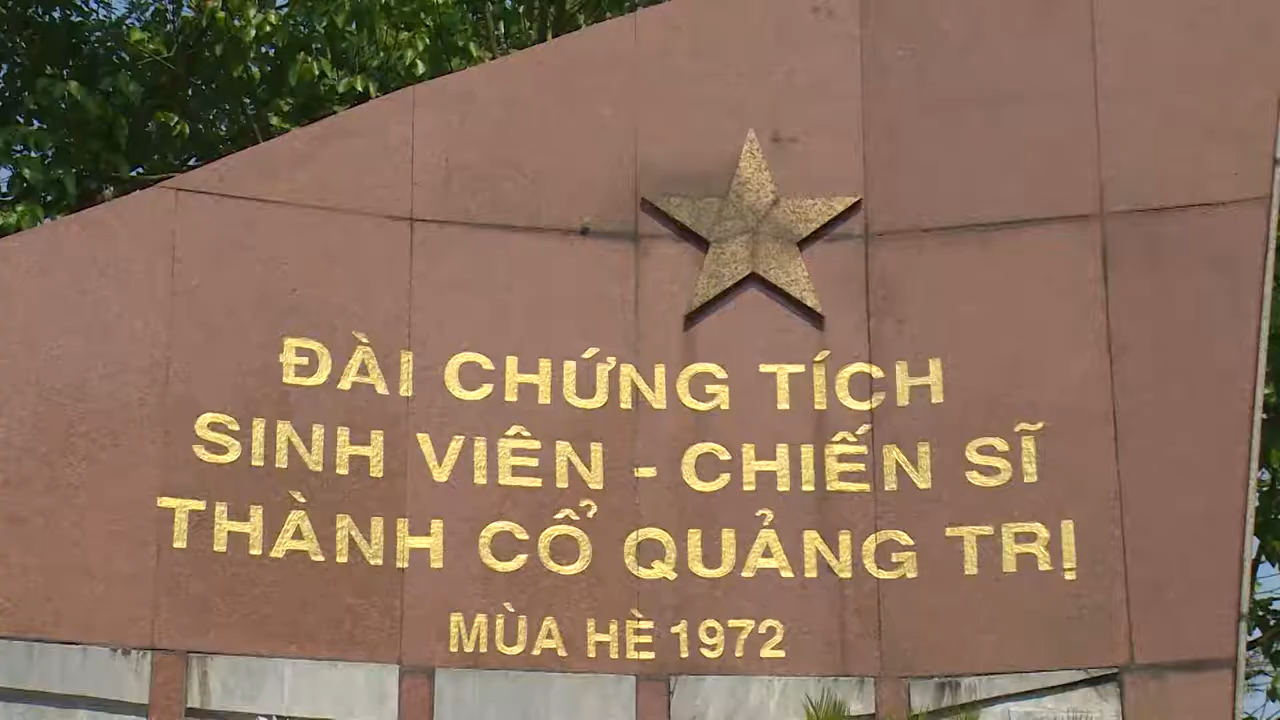 ĐÀI CHỨNG TÍCH
SINH VIÊN - CHIẾN SĨ
THÀNH CỔ QUẢNG TRỊ
MÙA HÈ 1972